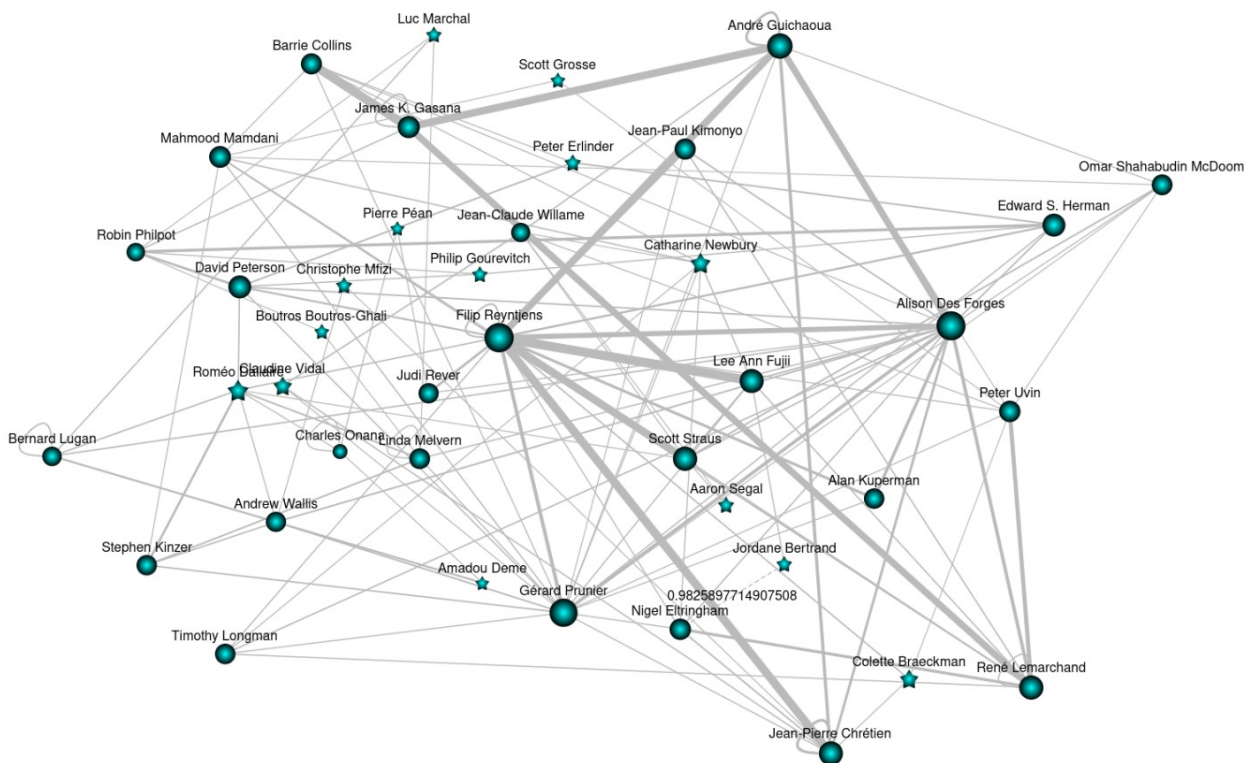 Luc Marchal
André Guichaoua
Barrie Collins
Scott Grosse
James K. Gasana
Mahmood Mamdani
Jean-Paul Kimonyo
Peter Erlinder
Omar Shahabudin McDoom
Pierre Péan
Jean-Claude Willame
Edward S. Herman
Robin Philpot
Catharine Newbury
David Peterson
Christophe Mfizi
Philip Gourevitch
Boutros Boutros-Ghali
Filip Reyntjens
Alison Des Forges
Roméo Dallaire
Claudine Vidal
Judi Rever
Lee Ann Fujii
Peter Uvin
Bernard Lugan
Charles Onana
Linda Melvern
Scott Straus
Alan Kuperman
Andrew Wallis
Aaron Segal
Stephen Kinzer
Amadou Deme
Jordane Bertrand
Gérard Prunier
0.9825897714907508
Nigel Eltringham
Timothy Longman
Colette Braeckman
René Lemarchand
Jean-Pierre Chrétien